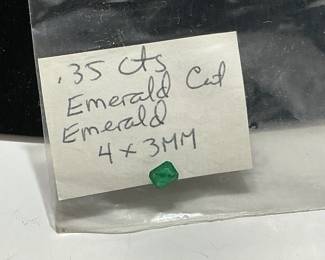 .35 cts
Emerald Cut
Emerald
4 x 3MM